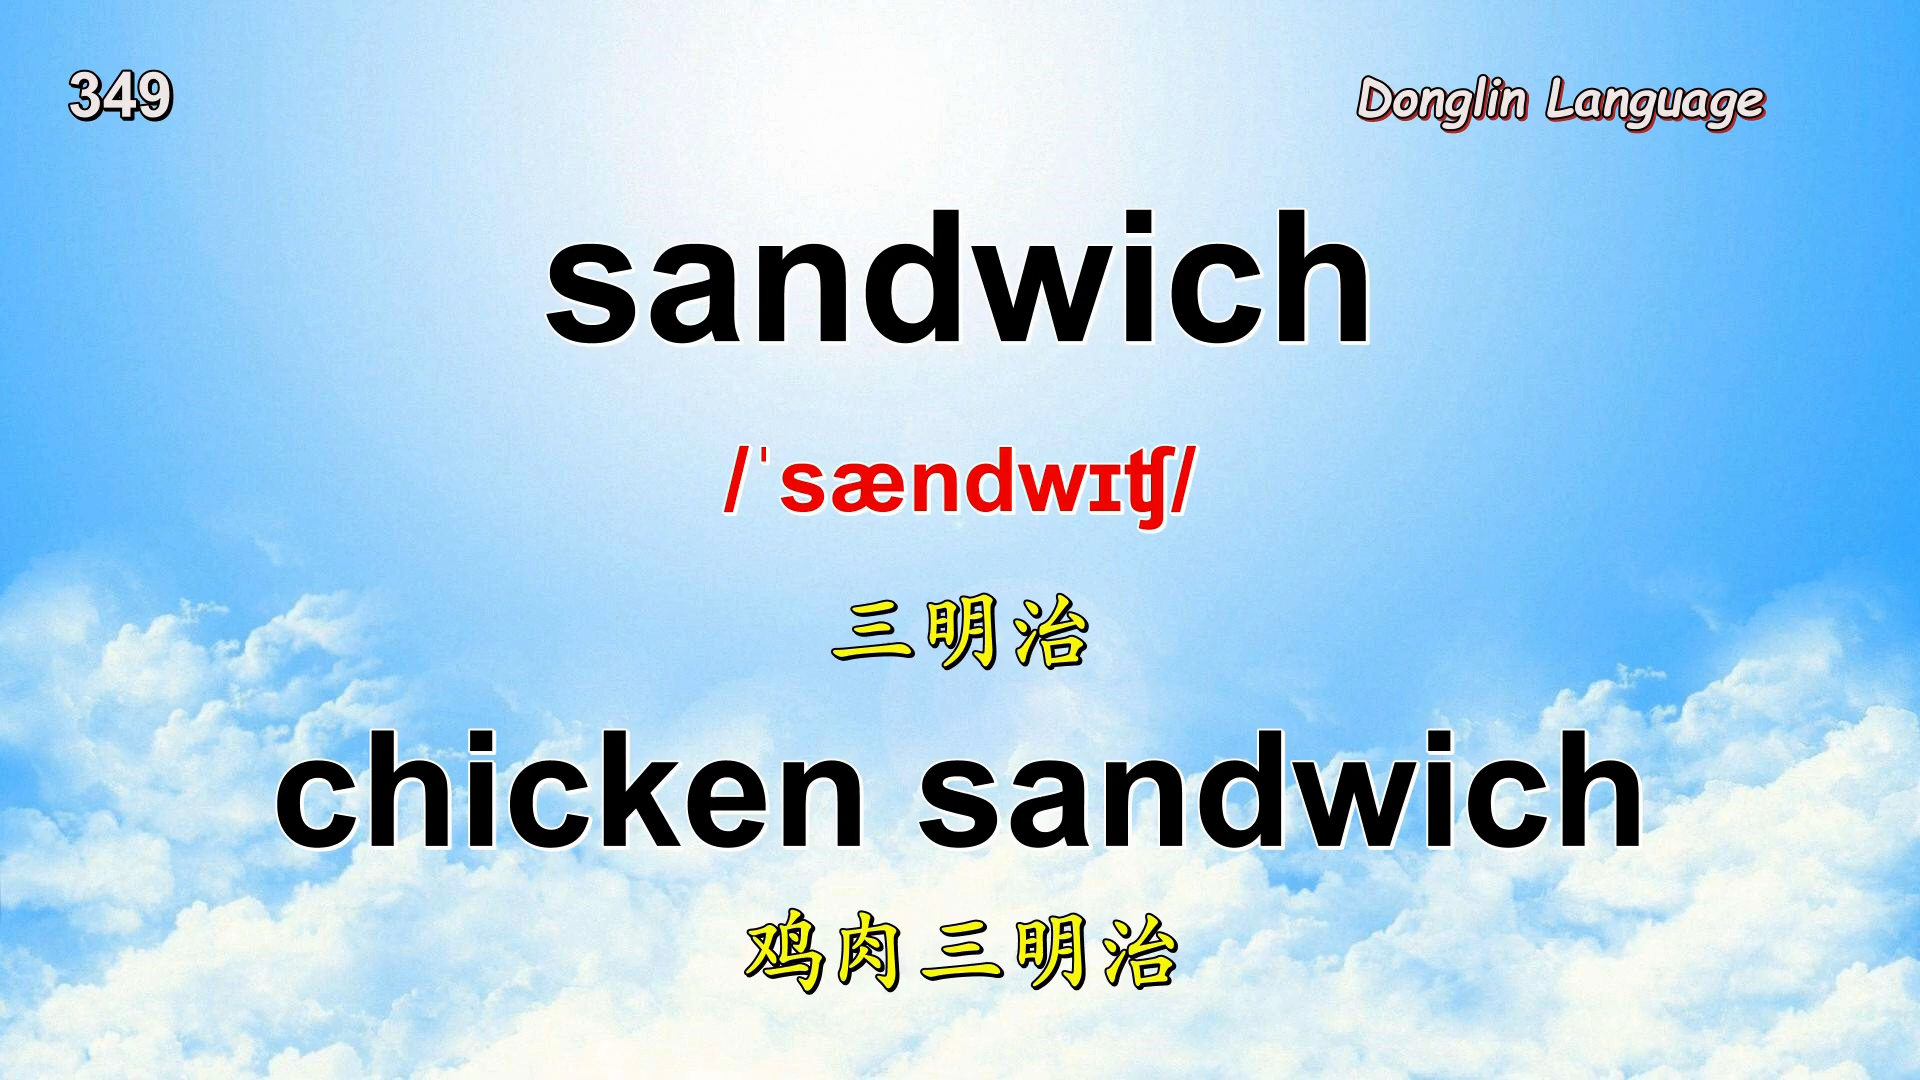 349
Donglin Language
sandwich
/ˈsændwɪʧ/
三明治
chicken sandwich
鸡肉三明治